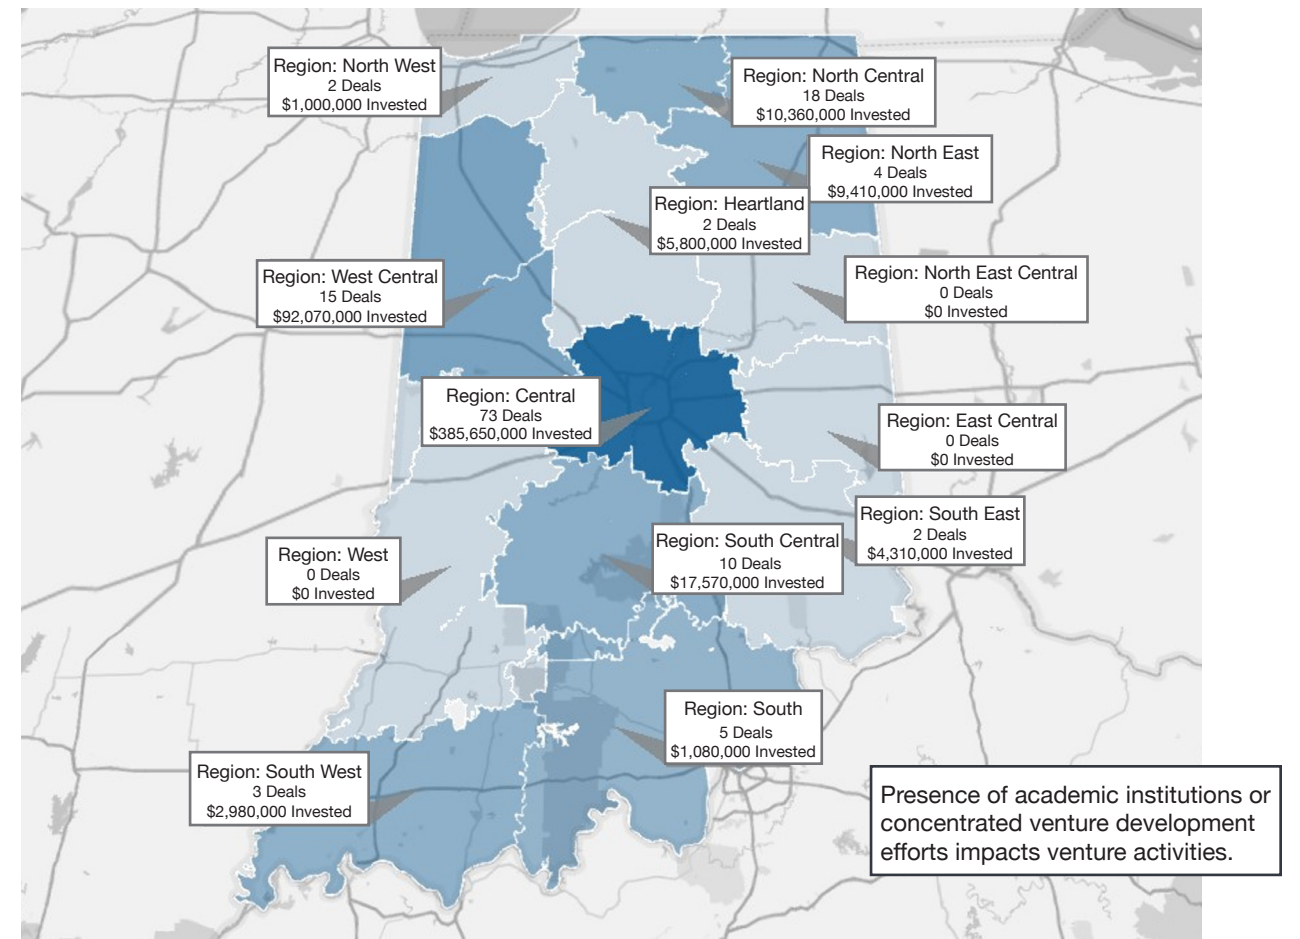 Region: North West
2 Deals
$1,000,000 Invested
Region: North Central
18 Deals
$10,360,000 Invested
Region: North East
4 Deals
$9,410,000 Invested
Region: Heartland
2 Deals
$5,800,000 Invested
Region: West Central
15 Deals
$92,070,000 Invested
Region: North East Central
0 Deals
$0 Invested
Region: Central
73 Deals
$385,650,000 Invested
Region: East Central
0 Deals
$0 Invested
Region: South East
2 Deals
$4,310,000 Invested
Region: South Central
10 Deals
$17,570,000 Invested
Region: West
0 Deals
$0 Invested
Region: South
5 Deals
$1,080,000 Invested
Region: South West
3 Deals
$2,980,000 Invested
Presence of academic institutions or
concentrated venture development
efforts impacts venture activities.